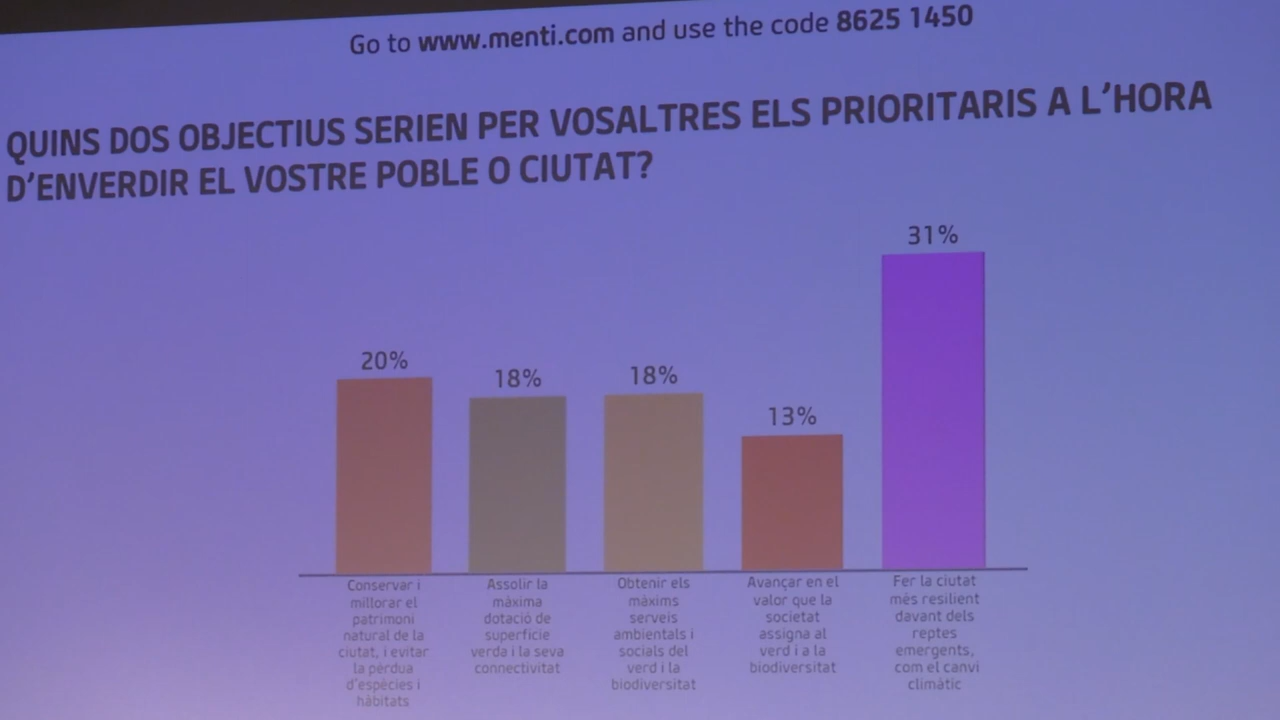 Go to www.menti.com and use the code 8625 1450
QUINS DOS OBJECTIUS SERIEN PER VOSALTRES ELS PRIORITARIS A L'HORA
D'ENVERDIR EL VOSTRE POBLE O CIUTAT?
20%
18%
18%
13%
31%
Conservar i
millorar el
patrimoni
natural de la
ciutat, i evitar
la pèrdua
d'espècies i
hàbitats
Assolir la
màxima
dotació de
superfície
verda i la seva
connectivitat
Obtenir els
màxims
serveis
ambientals i
socials del
verd i la
biodiversitat
Avançar en el
valor que la
societat
assigna al
verd i a la
biodiversitat
Fer la ciutat
més resilient
davant dels
reptes
emergents,
com el canvi
climàtic